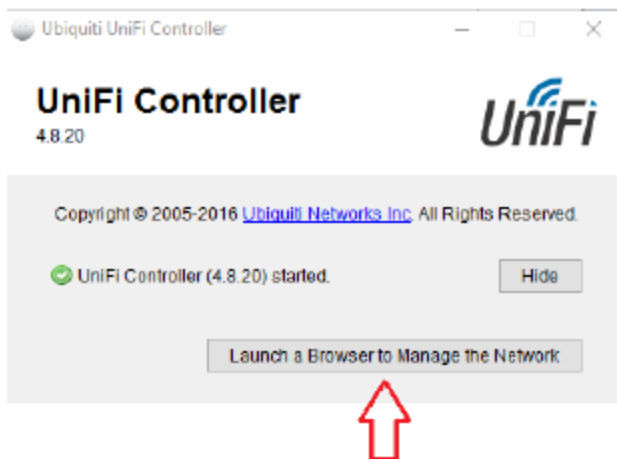 Ubiquiti UniFi Controller
UniFi Controller
4.8.20
UniFi
Copyright © 2005-2016 Ubiquiti Networks Inc. All Rights Reserved.
UniFi Controller (4.8.20) started.
Hide
Launch a Browser to Manage the Network